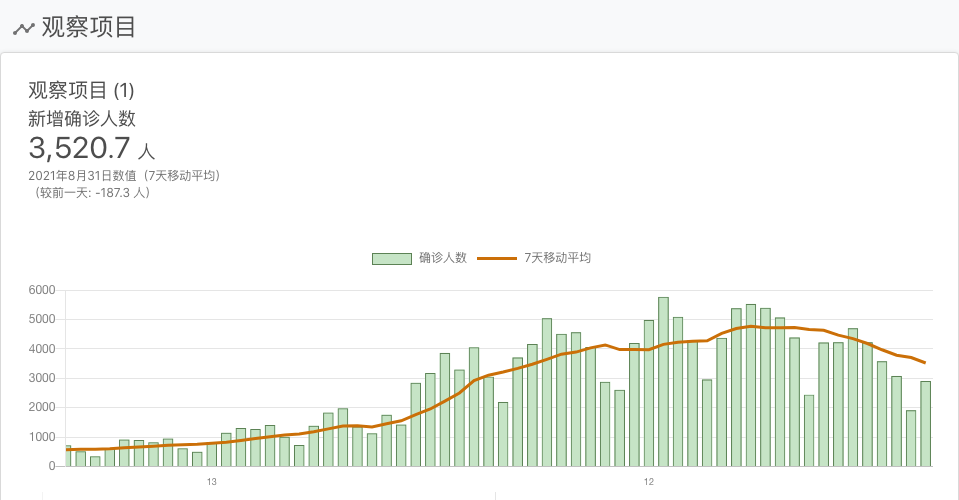 观察项目
观察项目 (1)
新增确诊人数
3,520.7 人
2021年8月31日数值（7天移动平均）
（较前一天: -187.3 人）
确诊人数 7天移动平均
6000
5000
4000
3000
2000
1000
0
13 12